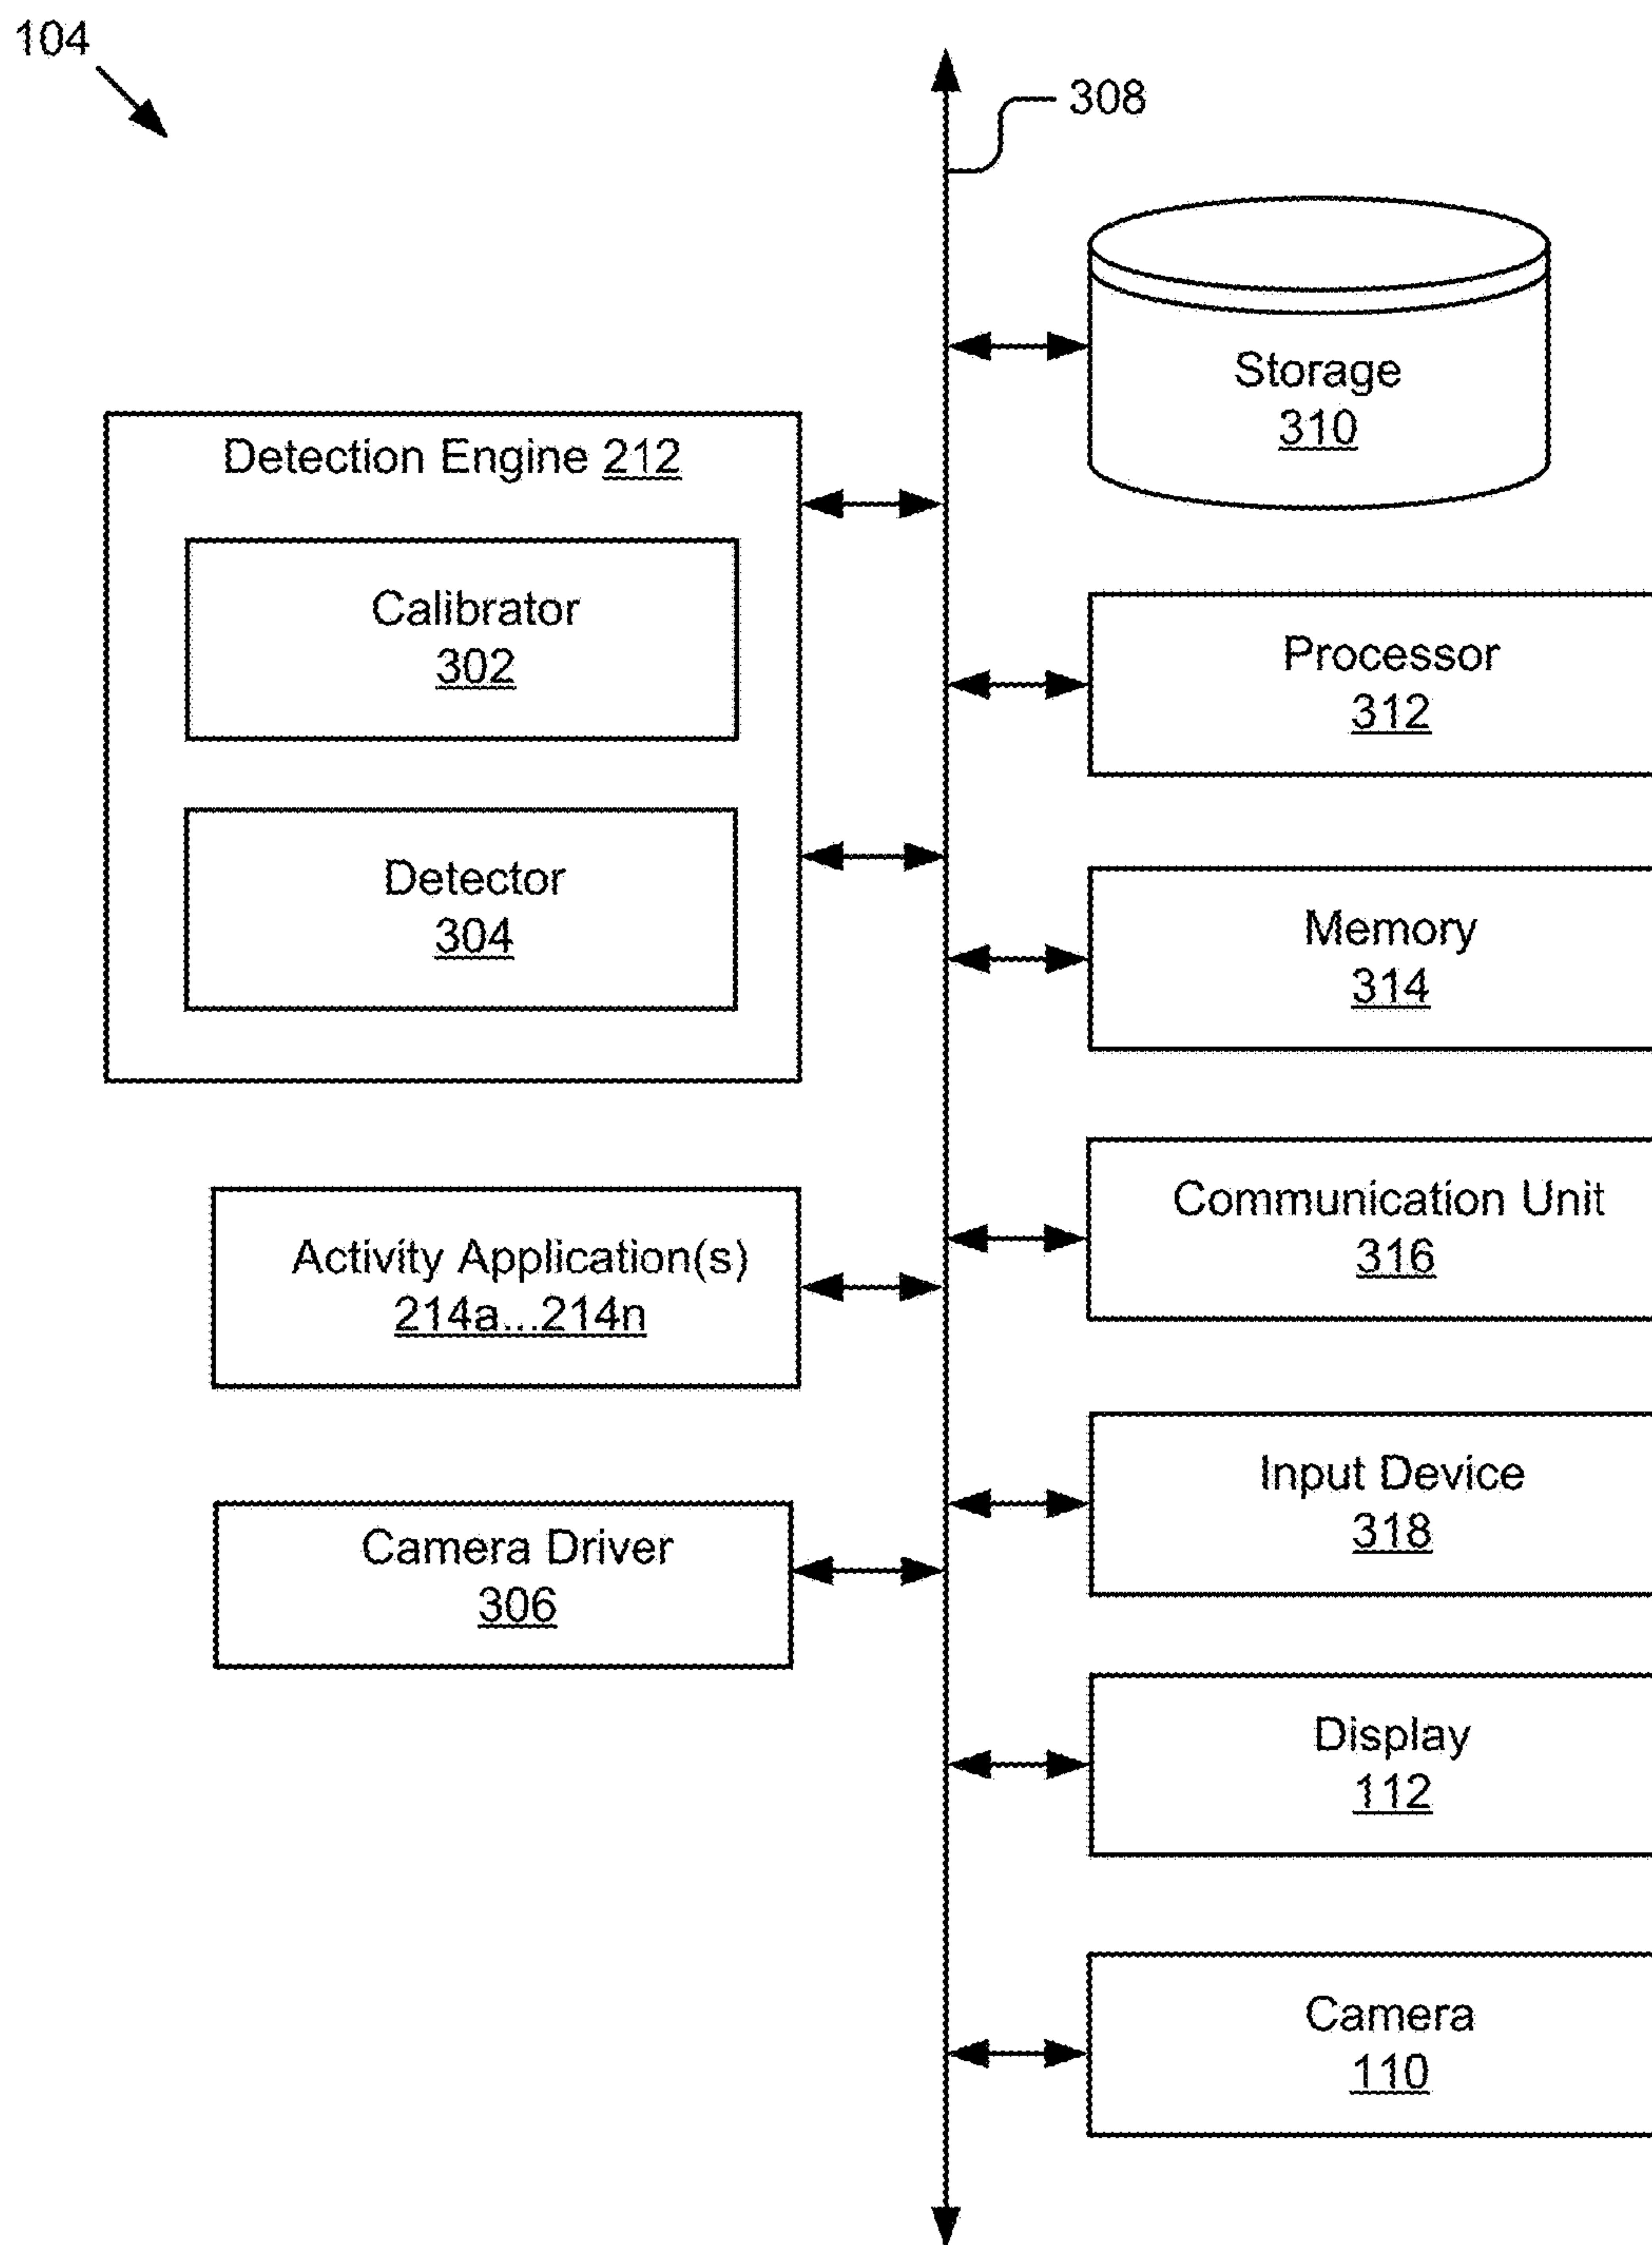 104
308
Storage
310
Detection Engine 212
Calibrator
302
Processor
312
Detector
304
Memory
314
Communication Unit
316
Activity Application(s)
214a...214n
Input Device
318
Camera Driver
306
Display
112
Camera
110